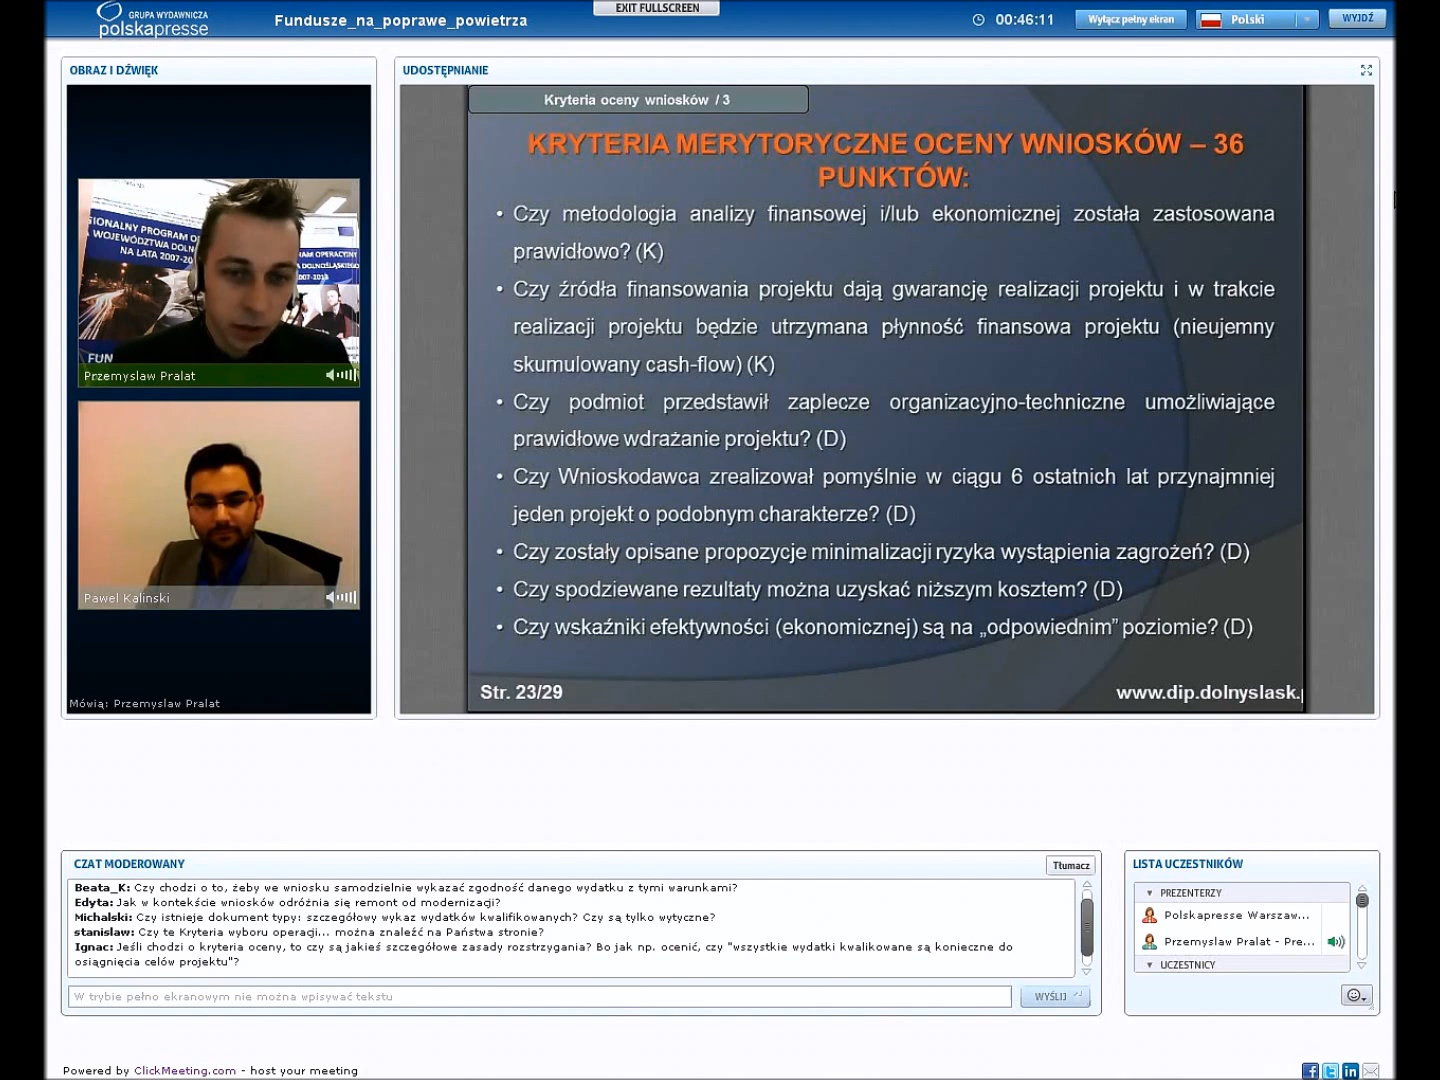 GRUPA WYDAWNICZA
polskapresse
Fundusze_na_poprawe_powietrza
EXIT FULLSCREEN
00:46:11
Wyłącz pełny ekran
Polski
WYJDŹ
OBRAZ I DŹWIĘK
UDOSTĘPNIANIE
Kryteria oceny wniosków / 3
KRYTERIA MERYTORYCZNE OCENY WNIOSKÓW – 36
PUNKTÓW:
• Czy metodologia analizy finansowej i/lub ekonomicznej została zastosowana
prawidłowo? (K)
• Czy źródła finansowania projektu dają gwarancję realizacji projektu i w trakcie
realizacji projektu będzie utrzymana płynność finansowa projektu (nieujemny
skumulowany cash-flow) (K)
• Czy podmiot przedstawił zaplecze organizacyjno-techniczne umożliwiające
prawidłowe wdrażanie projektu? (D)
• Czy Wnioskodawca zrealizował pomyślnie w ciągu 6 ostatnich lat przynajmniej
jeden projekt o podobnym charakterze? (D)
• Czy zostały opisane propozycje minimalizacji ryzyka wystąpienia zagrożeń? (D)
• Czy spodziewane rezultaty można uzyskać niższym kosztem? (D)
• Czy wskaźniki efektywności (ekonomicznej) są na „odpowiednim” poziomie? (D)
Str. 23/29
www.dip.dolnyslask.
Przemyslaw Pralat
Pawel Kalinski
Mówią: Przemyslaw Pralat
CZAT MODEROWANY
Tłumacz
Beata_K: Czy chodzi o to, żeby we wniosku samodzielnie wykazać zgodność danego wydatku z tymi warunkami?
Edyta: Jak w kontekście wniosków odróżnia się remont od modernizacji?
Michalski: Czy istnieje dokument typy: szczegółowy wykaz wydatków kwalifikowanych? Czy są tylko wytyczne?
stanislaw: Czy te Kryteria wyboru operacji... można znaleźć na Państwa stronie?
Ignac: Jeśli chodzi o kryteria oceny, to czy są jakieś szczegółowe zasady rozstrzygania? Bo jak np. ocenić, czy "wszystkie wydatki kwalikowane są konieczne do
osiągnięcia celów projektu"?
W trybie pełno ekranowym nie można wpisywać tekstu
WYŚLIJ
LISTA UCZESTNIKÓW
PREZENTERZY
Polskapresse Warszaw...
Przemyslaw Pralat - Pre...
UCZESTNICY
Powered by ClickMeeting.com - host your meeting